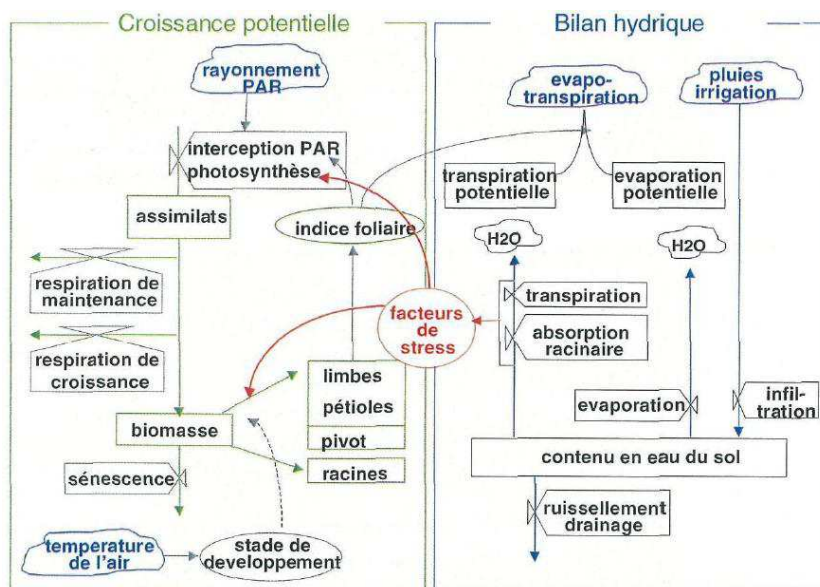 Croissance potentielle
rayonnement
PAR
interception PAR
photosynthèse
assimilats
indice foliaire
respiration de
maintenance
respiration de
croissance
limbes
pétioles
pivot
racines
biomasse
sénescence
temperature
de l'air
stade de
developpement
facteurs
de
stress
Bilan hydrique
evapo-
transpiration
pluies
irrigation
transpiration
potentielle
evaporation
potentielle
H2O
H2O
transpiration
absorption
racinaire
evaporation
infil-
tration
contenu en eau du sol
ruissellement
drainage